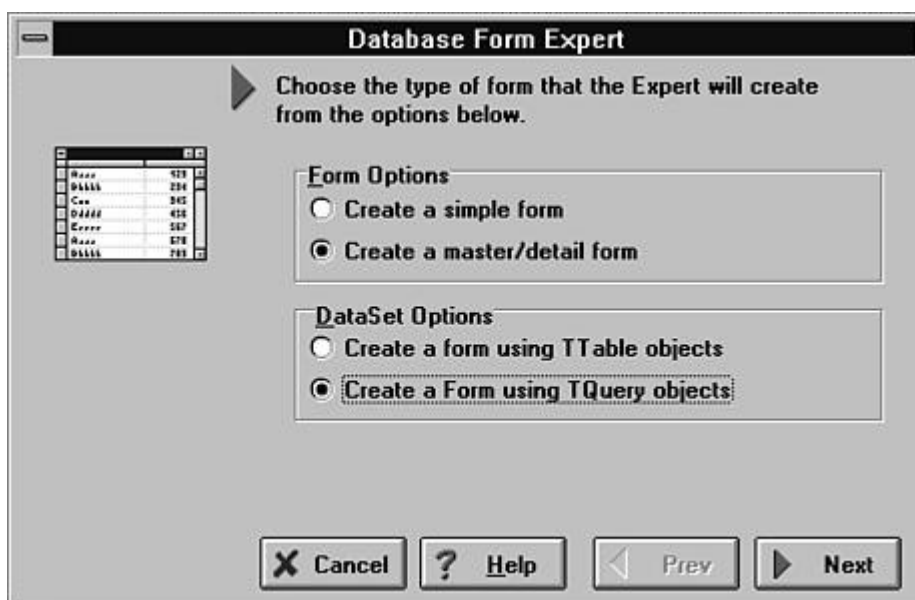 Database Form Expert
Choose the type of form that the Expert will create
from the options below.
Form Options
Create a simple form
Create a master/detail form
DataSet Options
Create a form using TTable objects
Create a Form using TQuery objects
Cancel
? Help
Prev
Next